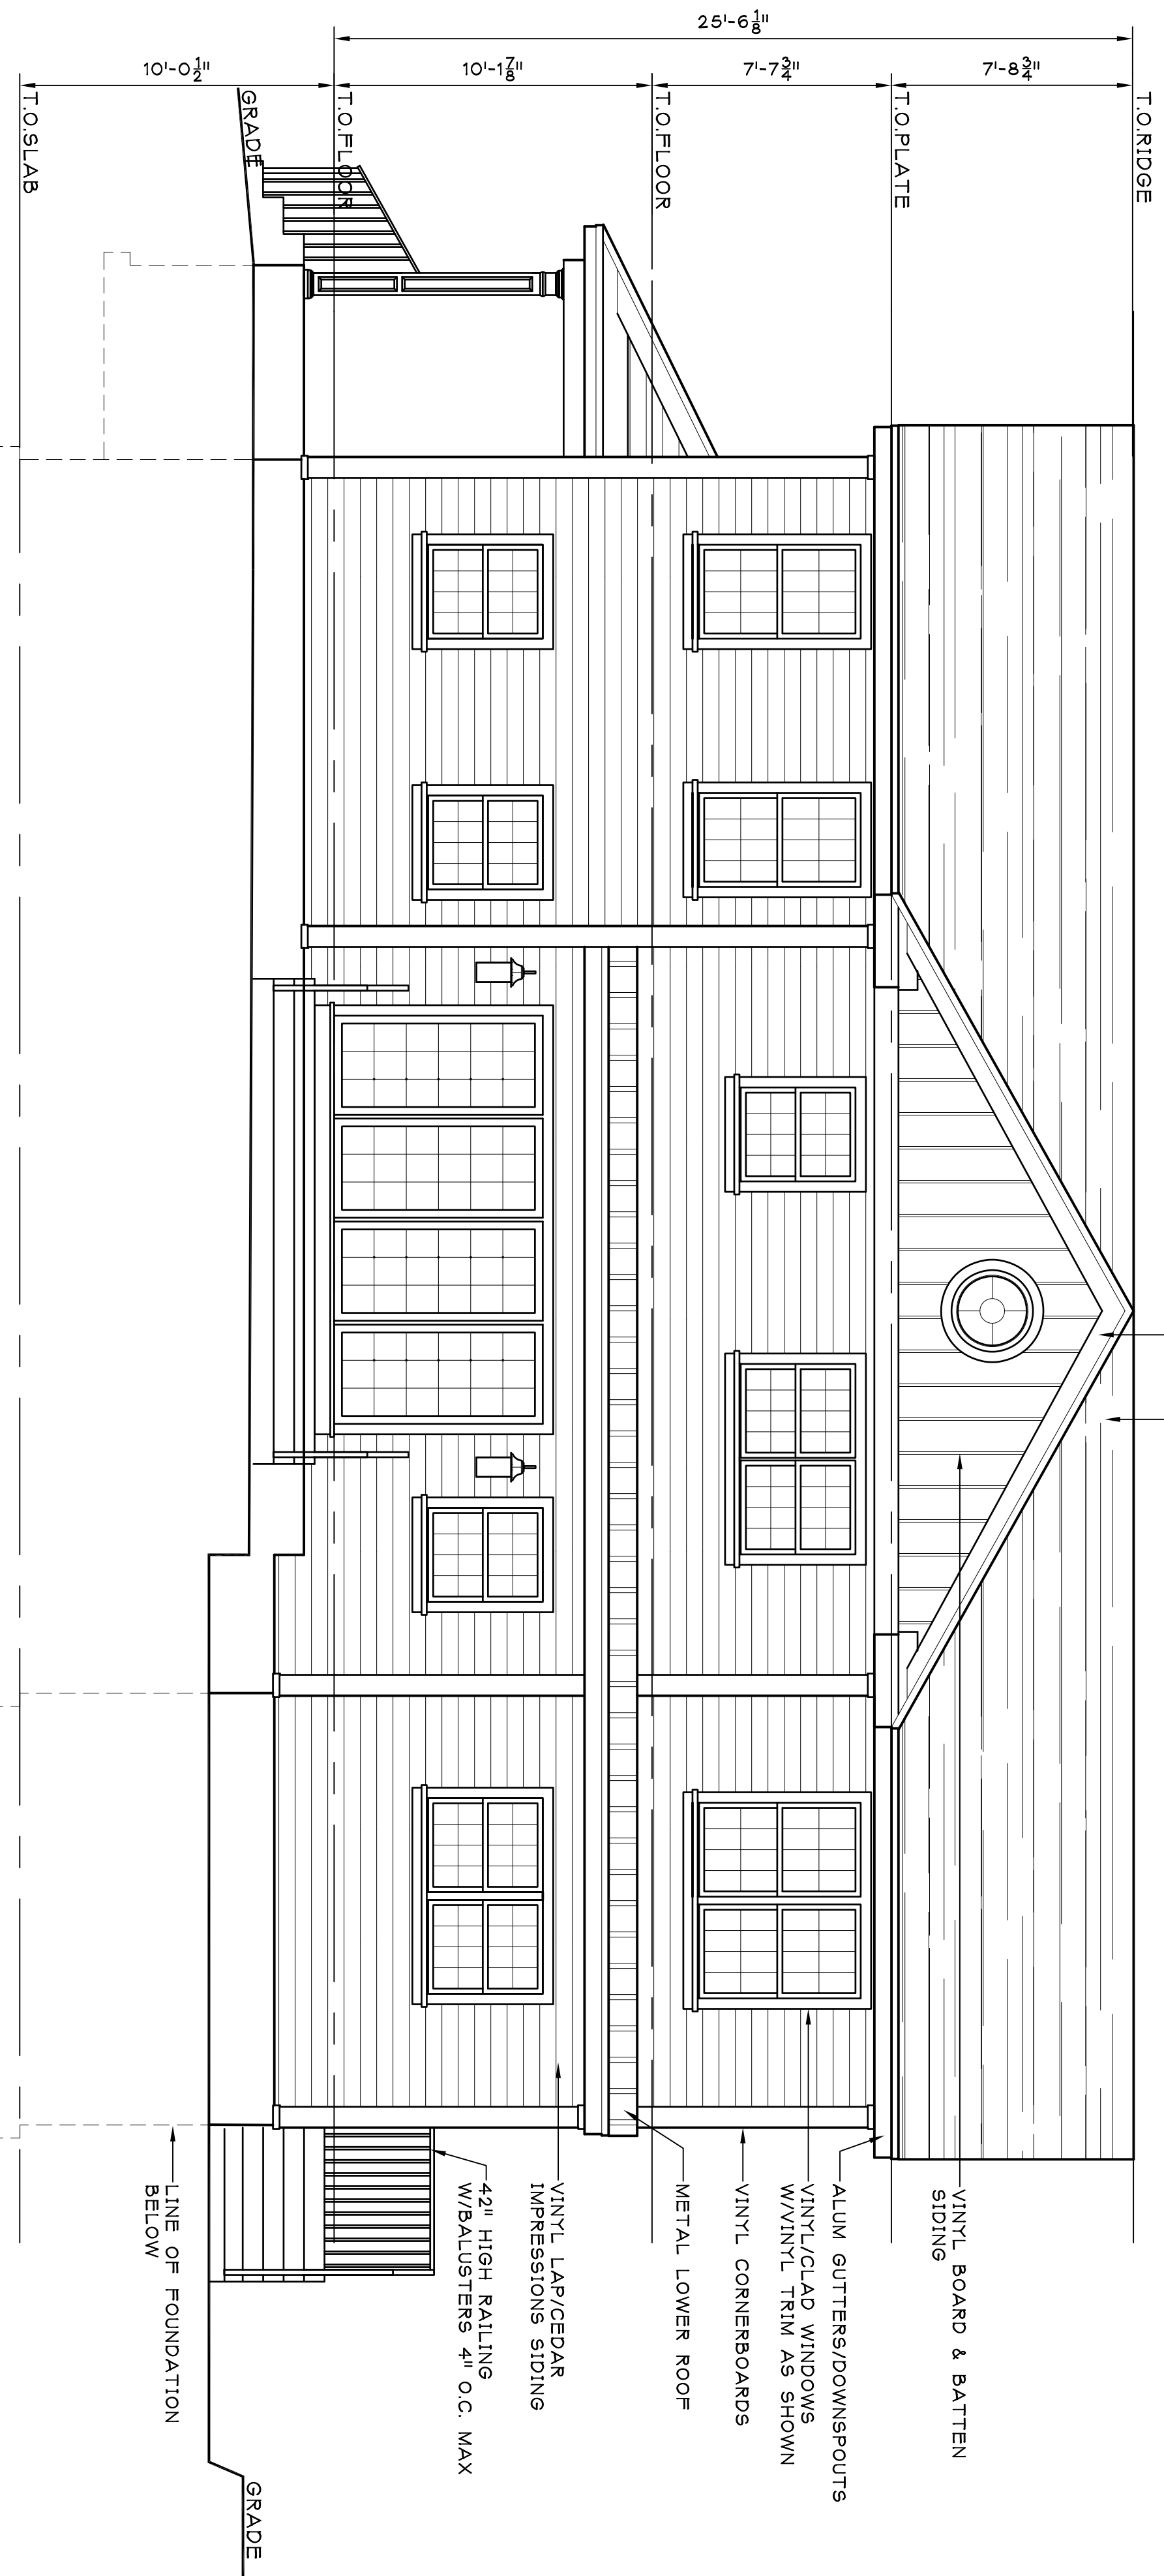 25'-6 1/8"
10'-0 1/2"
10'-1 7/8"
7'-7 3/4"
7'-8 3/4"
T.O.RIDGE
T.O.PLATE
T.O.FLOOR
T.O.FLOOR
GRADE
T.O.SLAB
VINYL BOARD & BATTEN
SIDING
ALUM GUTTERS/DOWNSPOUTS
VINYL/CLAD WINDOWS
W/VINYL TRIM AS SHOWN
VINYL CORNERBOARDS
METAL LOWER ROOF
VINYL LAP/CEDAR
IMPRESSIONS SIDING
42" HIGH RAILING
W/BALUSTERS 4" O.C. MAX
GRADE
LINE OF FOUNDATION
BELOW